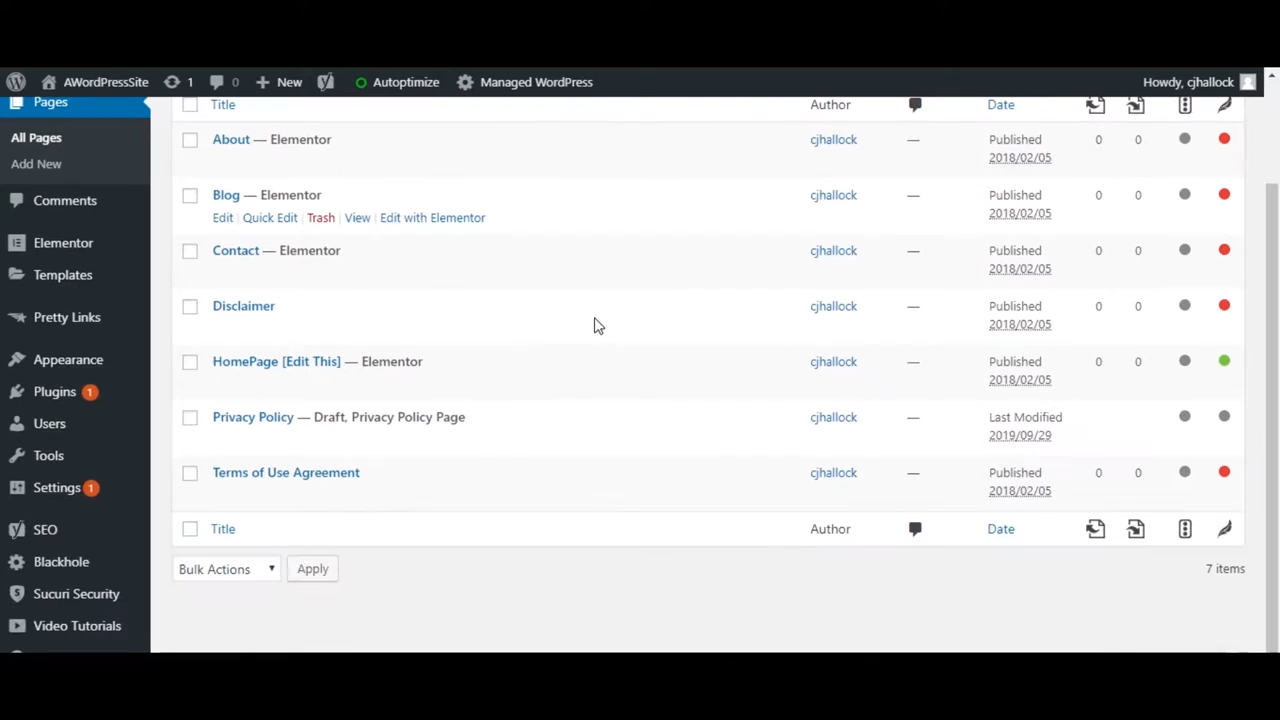 AWordPressSite 1 0 New Autoptimize Managed WordPress Howdy, cjhallock
Pages
All Pages
Add New
Comments
Elementor
Templates
Pretty Links
Appearance
Plugins 1
Users
Tools
Settings 1
SEO
Blackhole
Sucuri Security
Video Tutorials
Title Author Date
About — Elementor cjhallock — Published 0 0
2018/02/05
Blog — Elementor cjhallock — Published 0 0
2018/02/05
Edit | Quick Edit | Trash | View | Edit with Elementor
Contact — Elementor cjhallock — Published 0 0
2018/02/05
Disclaimer cjhallock — Published 0 0
2018/02/05
HomePage [Edit This] — Elementor cjhallock — Published 0 0
2018/02/05
Privacy Policy — Draft, Privacy Policy Page cjhallock — Last Modified
2019/09/29
Terms of Use Agreement cjhallock — Published 0 0
2018/02/05
Title Author Date
Bulk Actions Apply 7 items